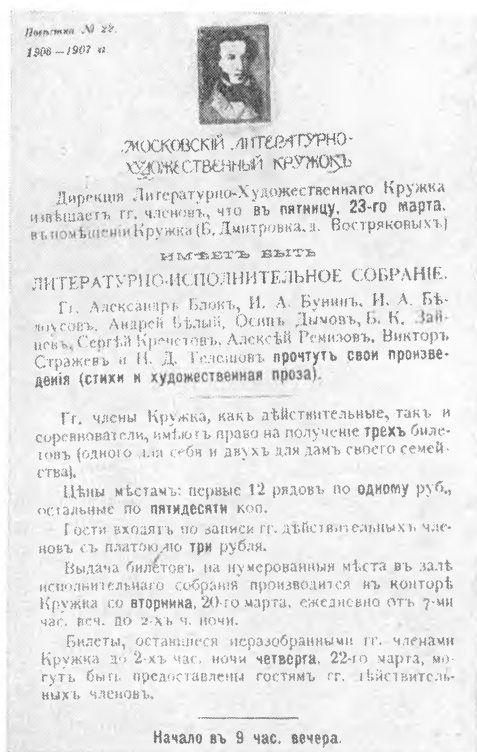 Повѣстка № 22.
1906—1907 г.
МОСКОВСКІЙ ЛИТЕРАТУРНО-
ХУДОЖЕСТВЕННЫЙ КРУЖОКЪ
Дирекція Литературно-Художественнаго Кружка
извѣщаетъ гг. членовъ, что въ пятницу, 23-го марта,
въ помѣщеніи Кружка (Б. Дмитровка, д. Востряковыхъ)
ИМѢЕТЪ БЫТЬ
ЛИТЕРАТУРНО-ИСПОЛНИТЕЛЬНОЕ СОБРАНІЕ.
Гг. Александръ Блокъ, И. А. Бунинъ, И. А. Бѣ-
лоусовъ, Андрей Бѣлый, Осипъ Дымовъ, Б. К. Зай-
цевъ, Сергѣй Кречетовъ, Алексѣй Ремизовъ, Викторъ
Стражевъ и Н. Д. Телешовъ прочтутъ свои произве-
денія (стихи и художественная проза).
Гг. члены Кружка, какъ дѣйствительные, такъ и
соревнователи, имѣютъ право на полученіе трехъ биле-
товъ (одного для себя и двухъ для дамъ своего семей-
ства).
Цѣны мѣстамъ: первые 12 рядовъ по одному руб.,
остальные по пятидесяти коп.
Гости входятъ по записи гг. дѣйствительныхъ чле-
новъ съ платою по три рубля.
Выдача билетовъ на нумерованныя мѣста въ залѣ
исполнительнаго собранія производится въ конторѣ
Кружка со вторника, 20-го марта, ежедневно отъ 7-ми
час. веч. до 2-хъ ч. ночи.
Билеты, оставшіеся неразобранными гг. членами
Кружка до 2-хъ час. ночи четверга, 22-го марта, мо-
гутъ быть предоставлены гостямъ гг. дѣйствитель-
ныхъ членовъ.
Начало въ 9 час. вечера.